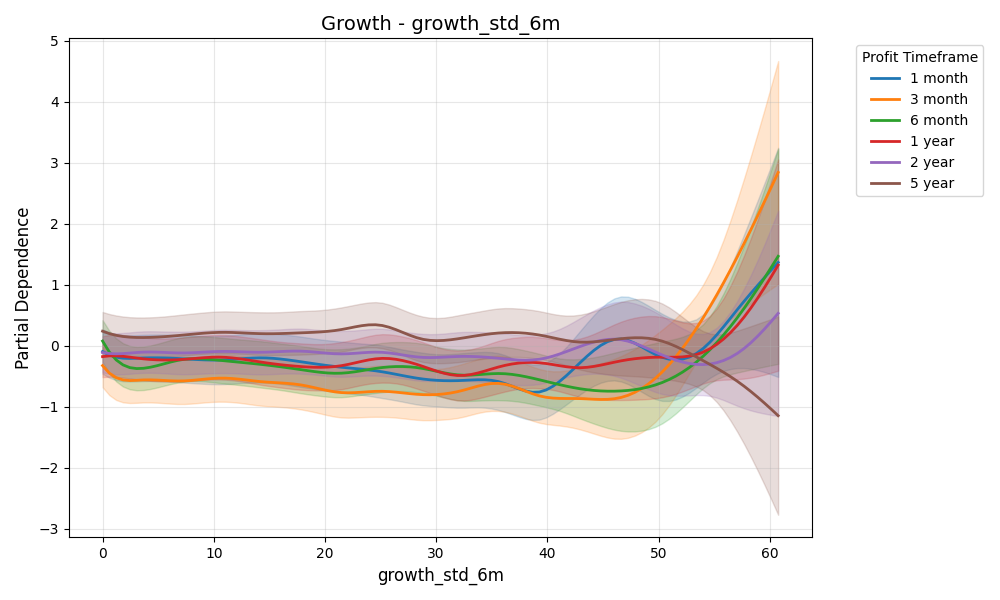 Growth - growth_std_6m
Profit Timeframe
1 month
3 month
6 month
1 year
2 year
5 year
Partial Dependence
5
4
3
2
1
0
−1
−2
−3
0 10 20 30 40 50 60
growth_std_6m